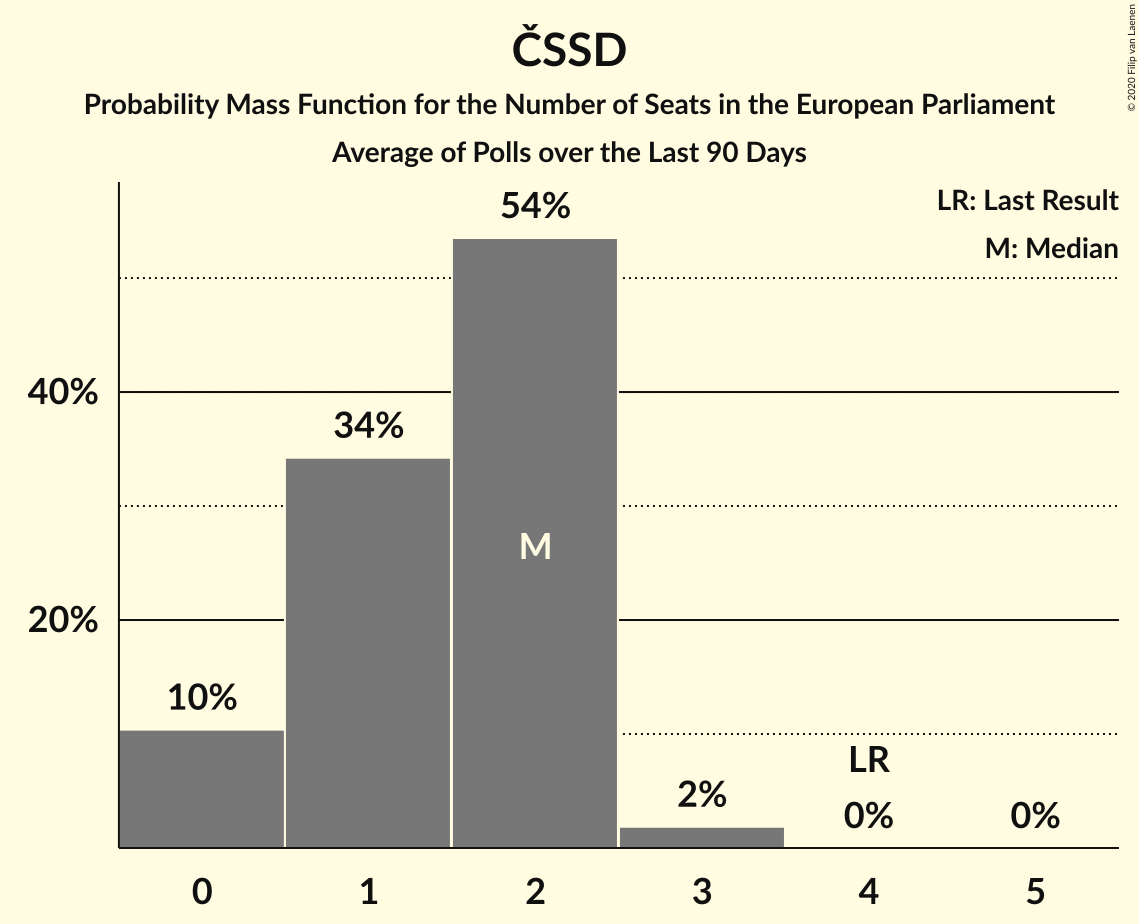 ČSSD
Probability Mass Function for the Number of Seats in the European Parliament
Average of Polls over the Last 90 Days
© 2020 Filip van Laenen
LR: Last Result
M: Median
54%
40%
34%
M
20%
10%
LR
2%
0%
0%
0 1 2 3 4 5